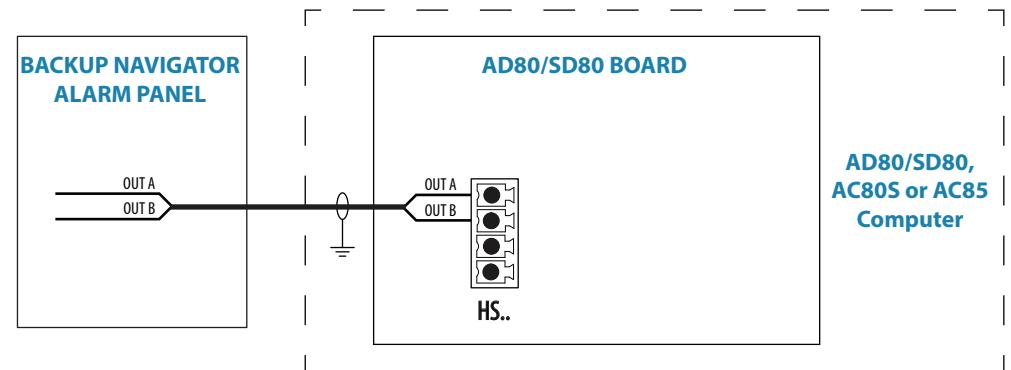 BACKUP NAVIGATOR
ALARM PANEL
OUT A
OUT B
AD80/SD80 BOARD
OUT A
OUT B
HS..
AD80/SD80,
AC80S or AC85
Computer